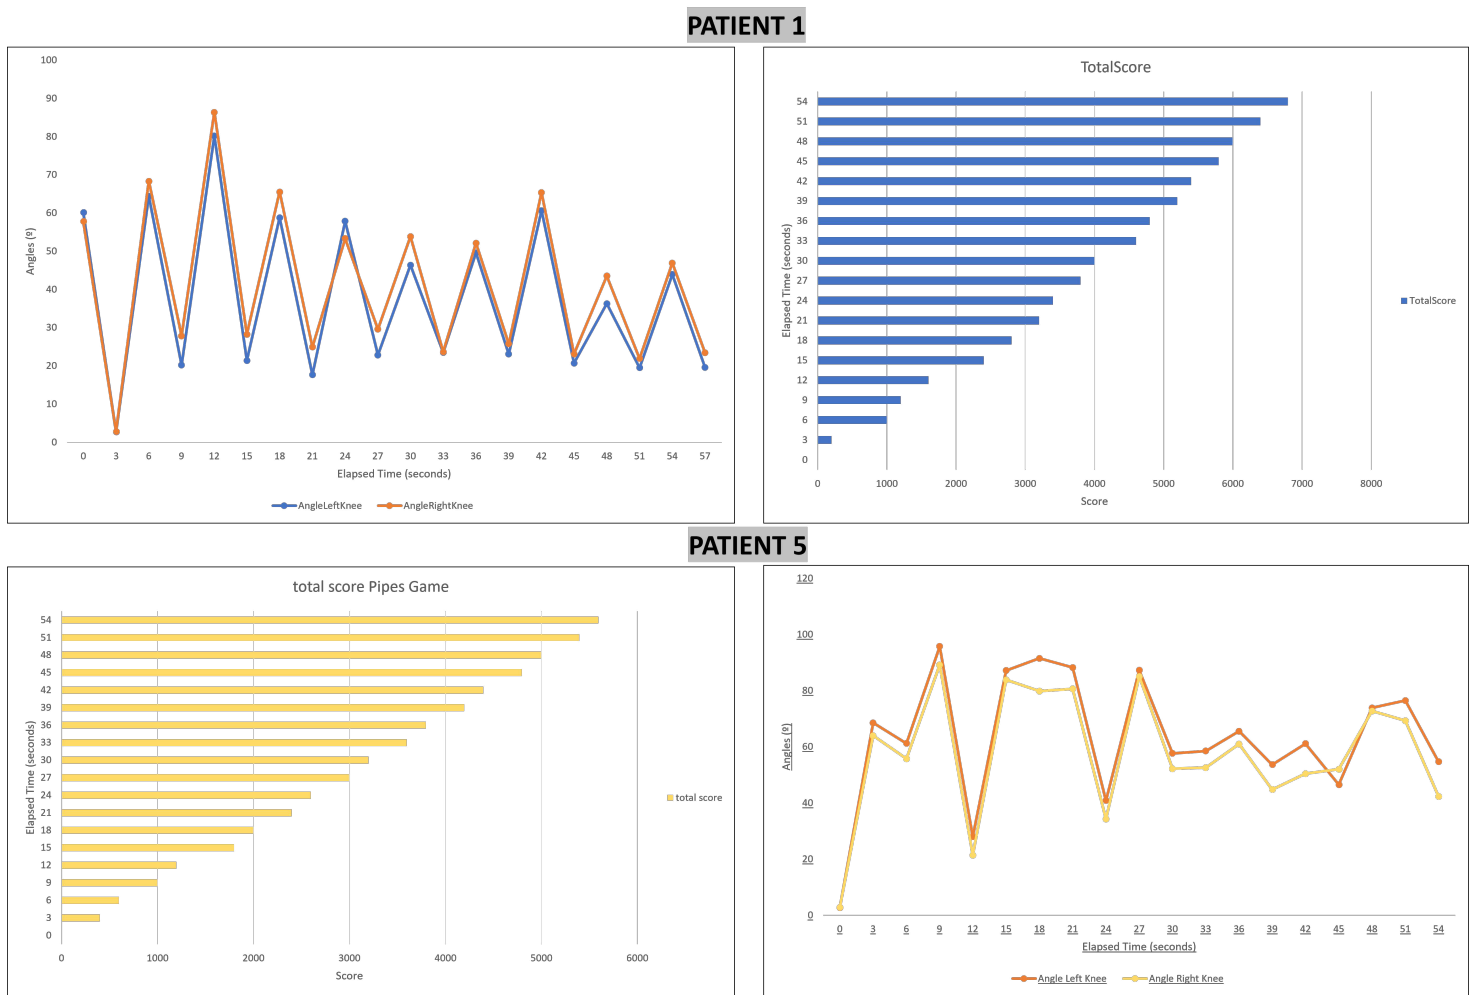 PATIENT 1
100
90
80
70
60
50
40
30
20
10
0
Angles (º)
0 3 6 9 12 15 18 21 24 27 30 33 36 39 42 45 48 51 54 57
Elapsed Time (seconds)
AngleLeftKnee AngleRightKnee
TotalScore
54
51
48
45
42
39
36
33
30
27
24
21
18
15
12
9
6
3
0
Elapsed Time (seconds)
0 1000 2000 3000 4000 5000 6000 7000 8000
Score
TotalScore
PATIENT 5
total score Pipes Game
54
51
48
45
42
39
36
33
30
27
24
21
18
15
12
9
6
3
0
Elapsed Time (seconds)
0 1000 2000 3000 4000 5000 6000
Score
total score
120
100
80
60
40
20
0
Angles (º)
0 3 6 9 12 15 18 21 24 27 30 33 36 39 42 45 48 51 54
Elapsed Time (seconds)
Angle Left Knee Angle Right Knee